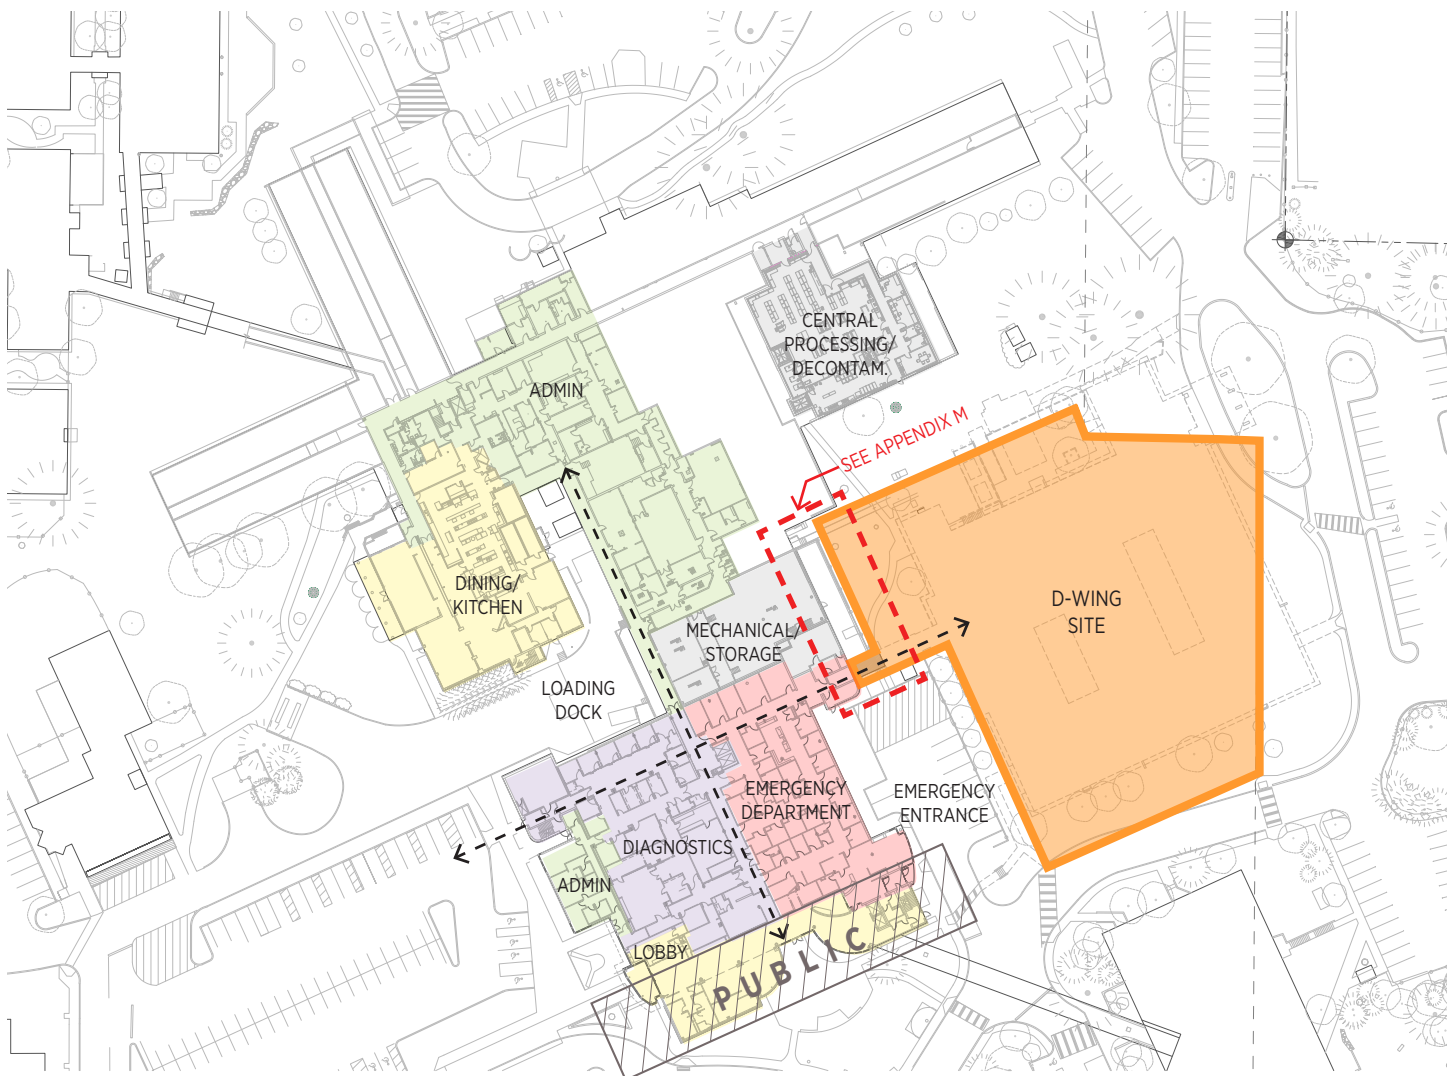 CENTRAL
PROCESSING/
DECONTAM.
ADMIN
SEE APPENDIX M
DINING/
KITCHEN
D-WING
SITE
MECHANICAL/
STORAGE
LOADING
DOCK
EMERGENCY
DEPARTMENT
EMERGENCY
ENTRANCE
DIAGNOSTICS
ADMIN
LOBBY
PUBLIC